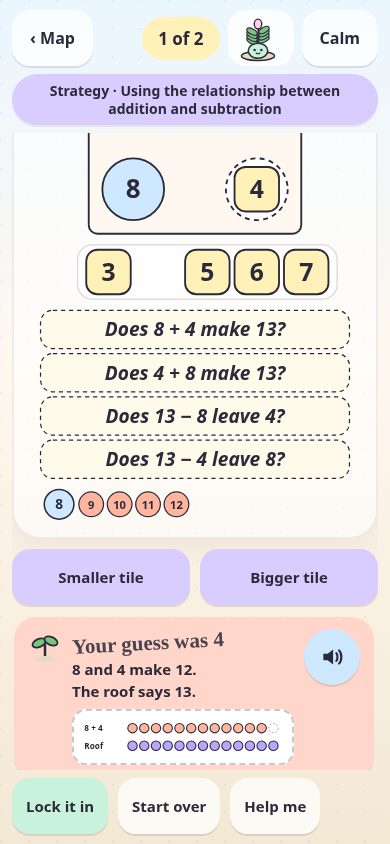 ‹ Map
1 of 2
Calm
Strategy · Using the relationship between
addition and subtraction
8
4
3
5
6
7
Does 8 + 4 make 13?
Does 4 + 8 make 13?
Does 13 − 8 leave 4?
Does 13 − 4 leave 8?
8 9 10 11 12
Smaller tile
Bigger tile
Your guess was 4
8 and 4 make 12.
The roof says 13.
8 + 4
Roof
Lock it in
Start over
Help me